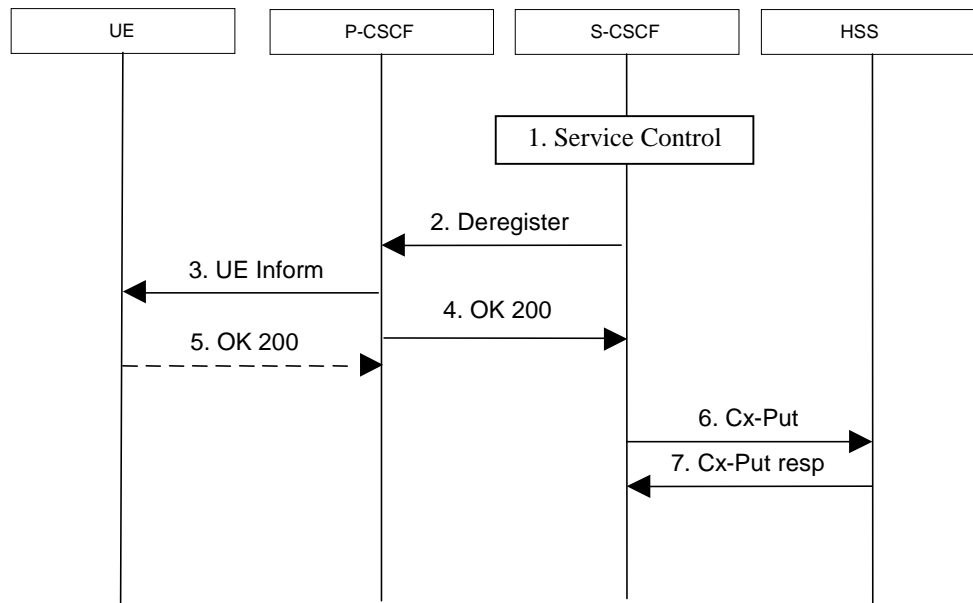 UE
P-CSCF
S-CSCF
HSS
1. Service Control
2. Deregister
3. UE Inform
4. OK 200
5. OK 200
6. Cx-Put
7. Cx-Put resp